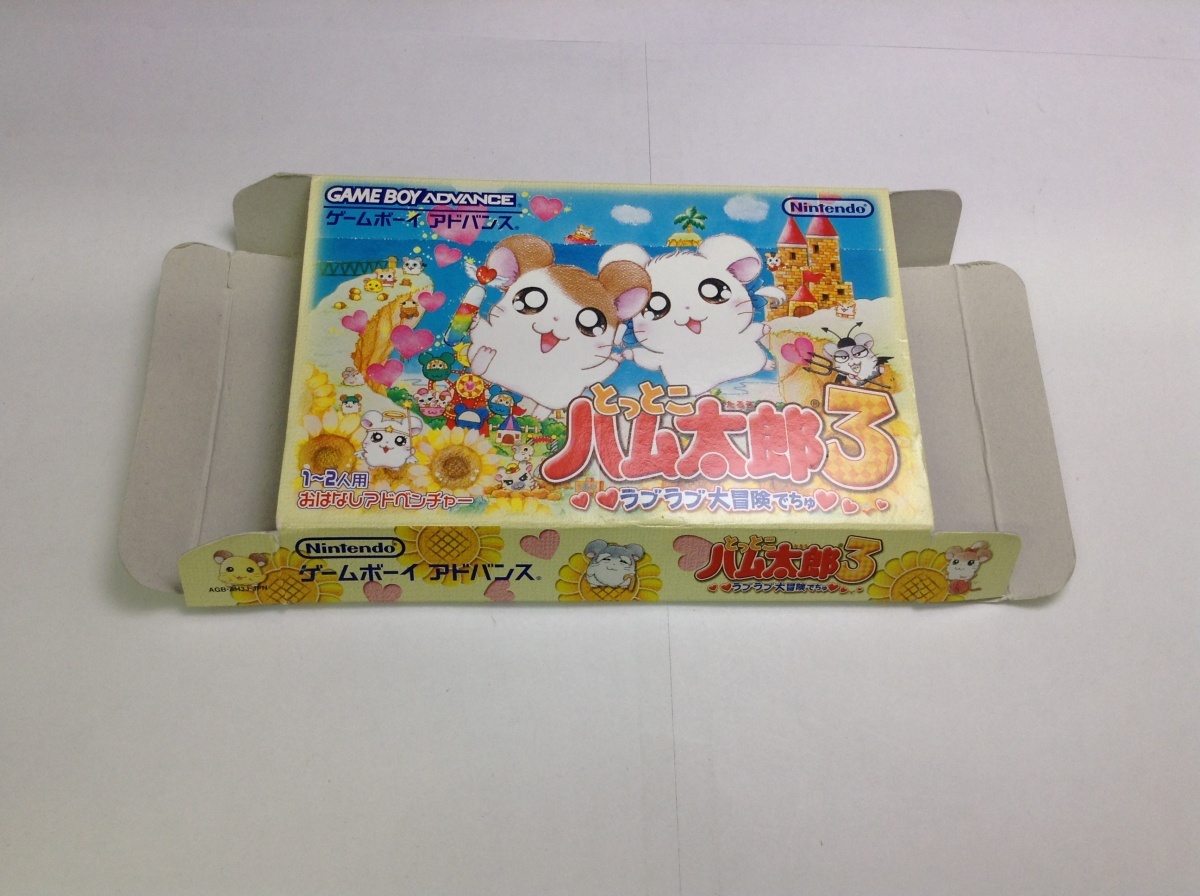 GAME BOY ADVANCE
ゲームボーイ アドバンス®
Nintendo®
とっとこ
ハム太郎3
ラブラブ大冒険でちゅ
1~2人用
おはなしアドベンチャー
Nintendo®
ゲームボーイ アドバンス®
とっとこ
ハム太郎3
ラブラブ大冒険でちゅ